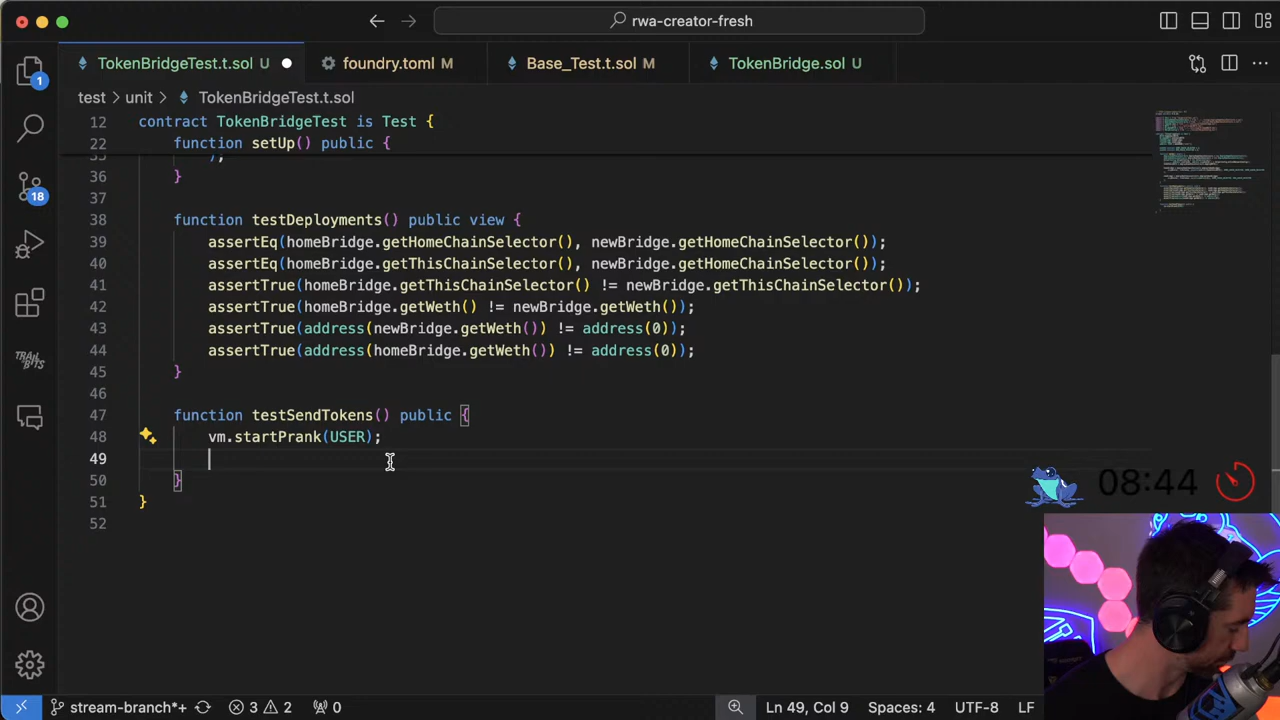 rwa-creator-fresh
TokenBridgeTest.t.sol U
foundry.toml M
Base_Test.t.sol M
TokenBridge.sol U
test > unit > TokenBridgeTest.t.sol
12 contract TokenBridgeTest is Test {
22 function setUp() public {
35 );
36 }
37
38 function testDeployments() public view {
39 assertEq(homeBridge.getHomeChainSelector(), newBridge.getHomeChainSelector());
40 assertEq(homeBridge.getThisChainSelector(), newBridge.getHomeChainSelector());
41 assertTrue(homeBridge.getThisChainSelector() != newBridge.getThisChainSelector());
42 assertTrue(homeBridge.getWeth() != newBridge.getWeth());
43 assertTrue(address(newBridge.getWeth()) != address(0));
44 assertTrue(address(homeBridge.getWeth()) != address(0));
45 }
46
47 function testSendTokens() public {
48 vm.startPrank(USER);
49
50 }
51 }
52
1
18
TRAIL
BITS
08:44
stream-branch*+
3
2
0
Ln 49, Col 9
Spaces: 4
UTF-8
LF